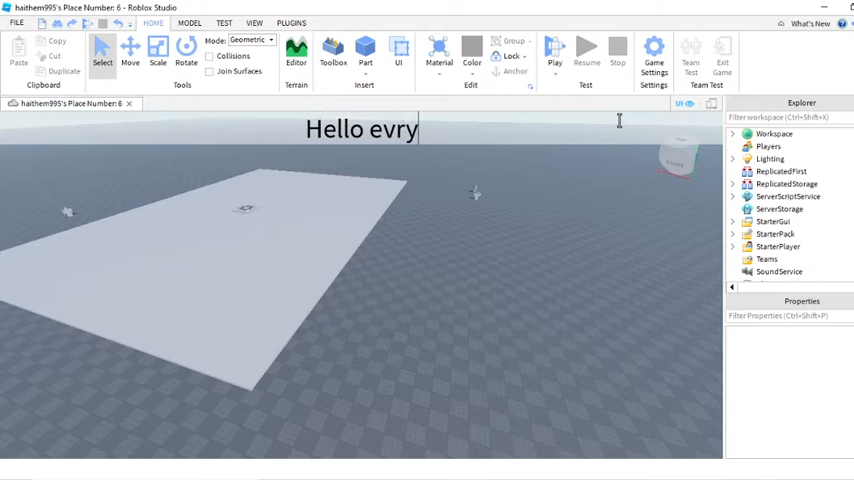 haithem995's Place Number: 6 - Roblox Studio
FILE
HOME
MODEL
TEST
VIEW
PLUGINS
What's New
Paste
Copy
Cut
Duplicate
Clipboard
Select
Move
Scale
Rotate
Mode: Geometric
Collisions
Join Surfaces
Tools
Editor
Terrain
Toolbox
Part
UI
Insert
Material
Color
Group
Lock
Anchor
Edit
Play
Resume
Stop
Test
Game
Settings
Settings
Team
Test
Exit
Game
Team Test
haithem995's Place Number: 6
UI
Hello evry
Explorer
Filter workspace (Ctrl+Shift+X)
Workspace
Players
Lighting
ReplicatedFirst
ReplicatedStorage
ServerScriptService
ServerStorage
StarterGui
StarterPack
StarterPlayer
Teams
SoundService
Properties
Filter Properties (Ctrl+Shift+P)